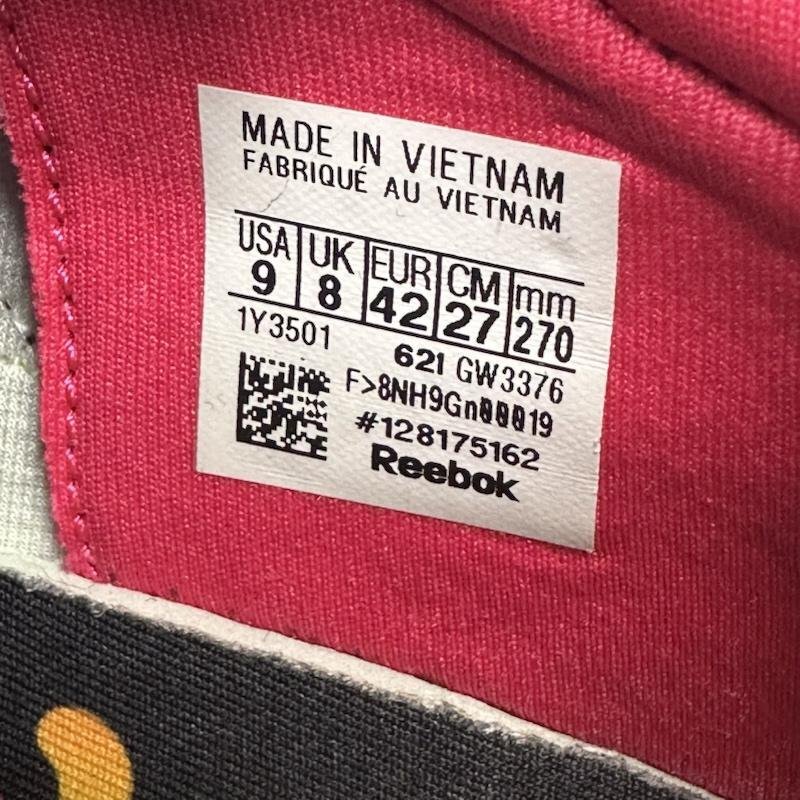 MADE IN VIETNAM
FABRIQUÉ AU VIETNAM
USA UK EUR CM mm
9 8 42 27 270
1Y3501 621 GW3376
F>8NH9Gn00019
#128175162
Reebok